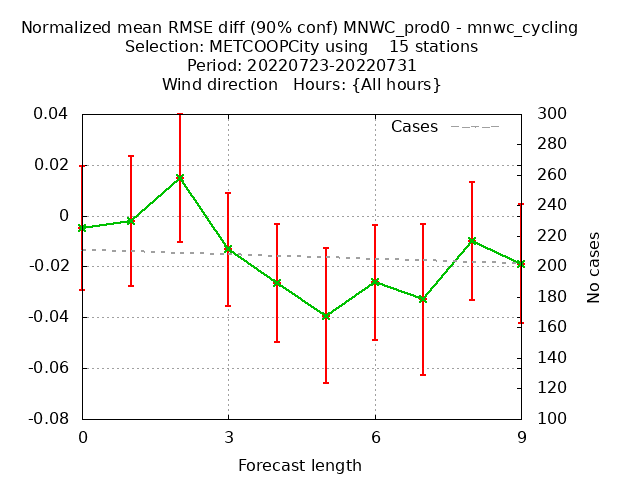 Normalized mean RMSE diff (90% conf) MNWC_prod0 - mnwc_cycling
Selection: METCOOPCity using    15 stations
Period: 20220723-20220731
Wind direction   Hours: {All hours}
Cases
0.04
0.02
0
-0.02
-0.04
-0.06
-0.08
300
280
260
240
220
200
180
160
140
120
100
No cases
0 3 6 9
Forecast length